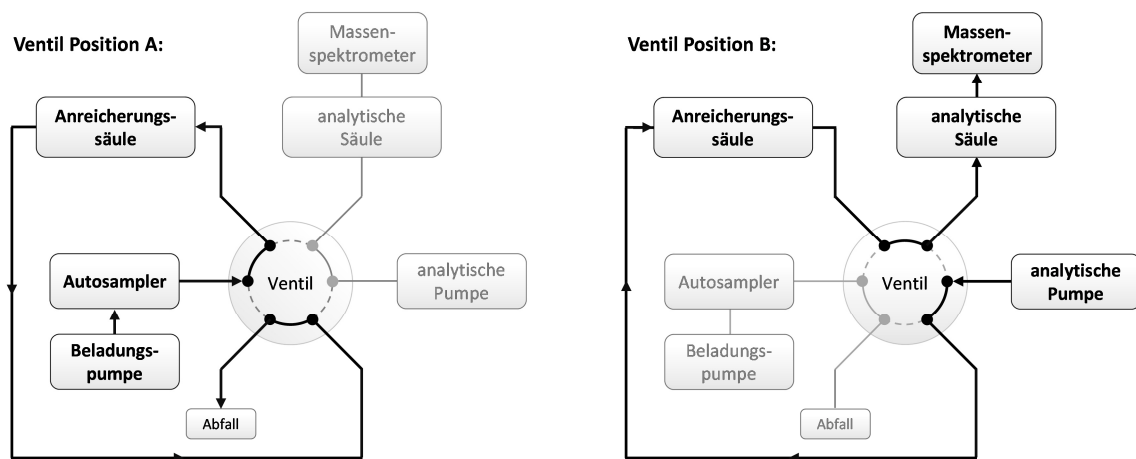 Ventil Position A:
Massen-
spektrometer
Anreicherungs-
säule
analytische
Säule
Autosampler
Ventil
analytische
Pumpe
Beladungs-
pumpe
Abfall
Ventil Position B:
Massen-
spektrometer
Anreicherungs-
säule
analytische
Säule
Autosampler
Ventil
analytische
Pumpe
Beladungs-
pumpe
Abfall